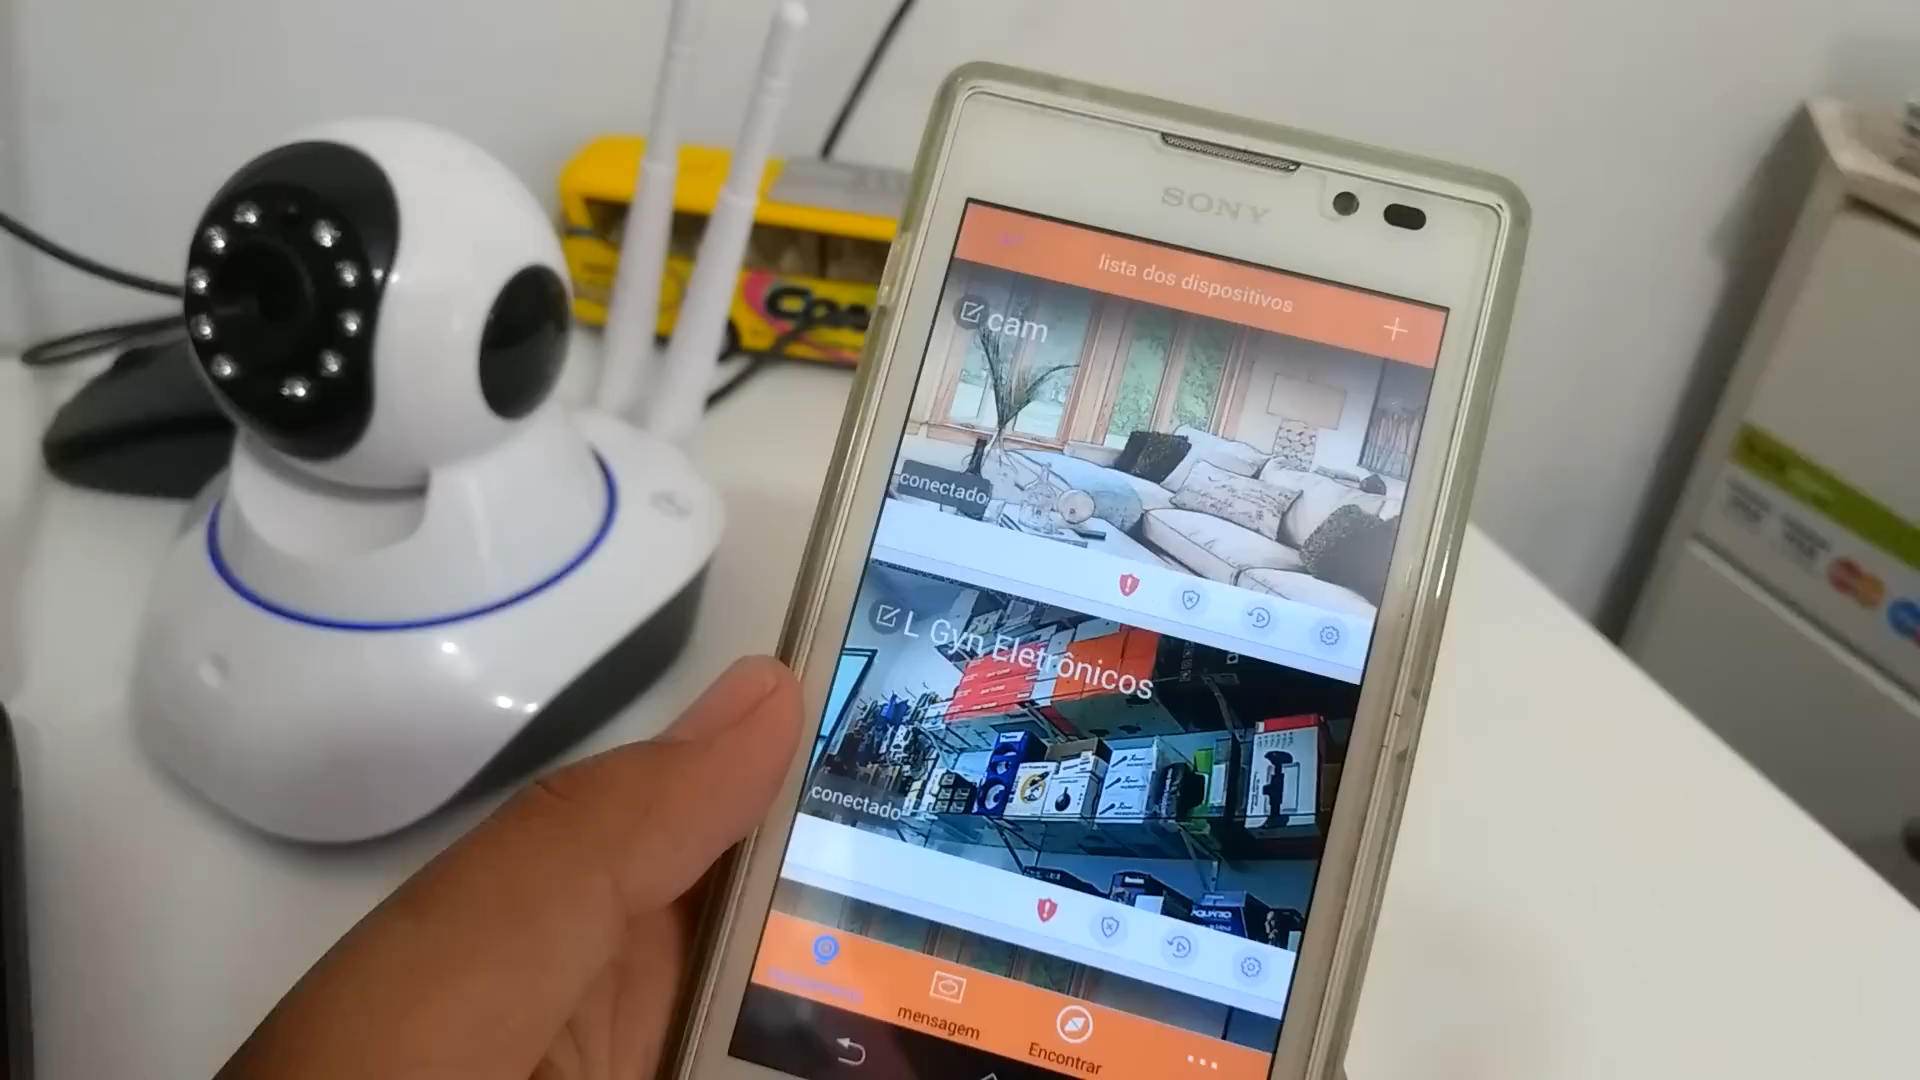 SONY
lista dos dispositivos
cam
conectado
L Gyn Eletrônicos
conectado
mensagem
Encontrar